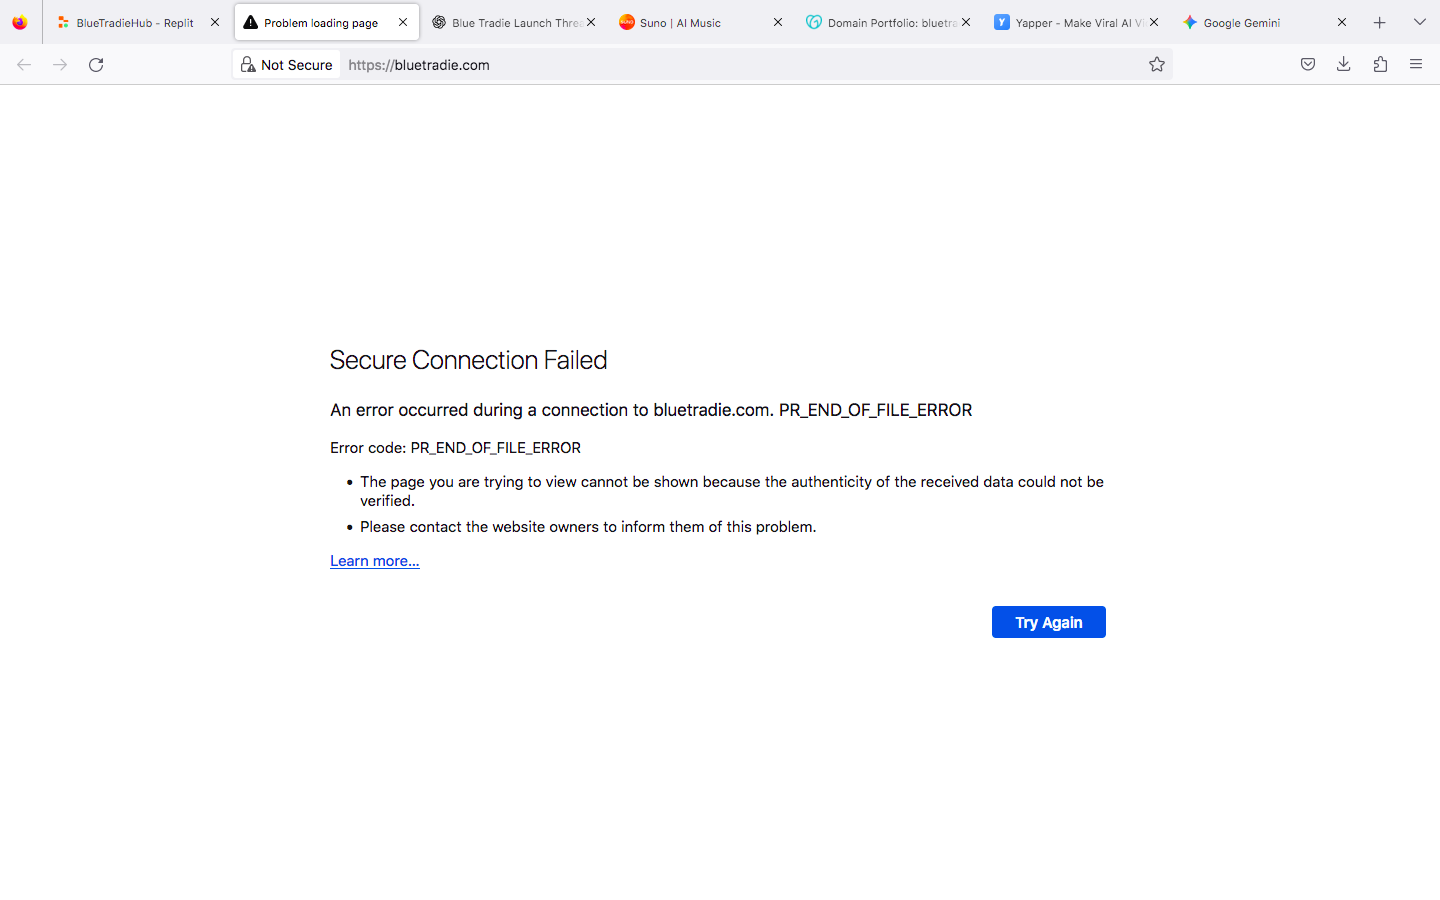 BlueTradieHub - Replit
Problem loading page
Blue Tradie Launch Threa
Suno | AI Music
Domain Portfolio: bluetra
Yapper - Make Viral AI Vi
Google Gemini
Not Secure
https://bluetradie.com
Secure Connection Failed
An error occurred during a connection to bluetradie.com. PR_END_OF_FILE_ERROR
Error code: PR_END_OF_FILE_ERROR
The page you are trying to view cannot be shown because the authenticity of the received data could not be
verified.
Please contact the website owners to inform them of this problem.
Learn more...
Try Again